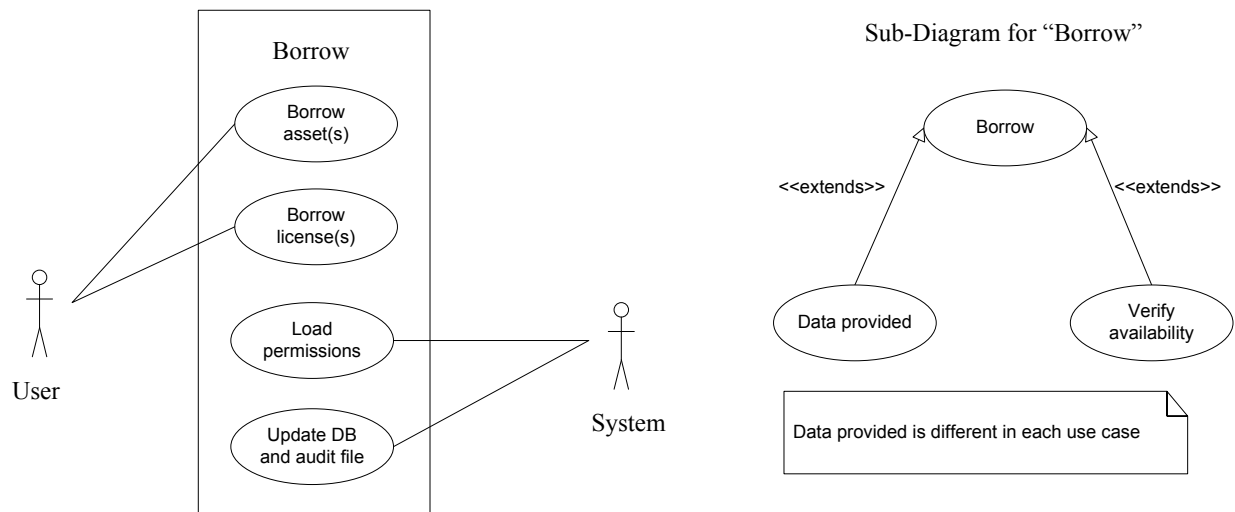 Borrow
Borrow
asset(s)
Borrow
license(s)
Load
permissions
Update DB
and audit file
User
System
Sub-Diagram for “Borrow”
Borrow
<<extends>>
<<extends>>
Data provided
Verify
availability
Data provided is different in each use case